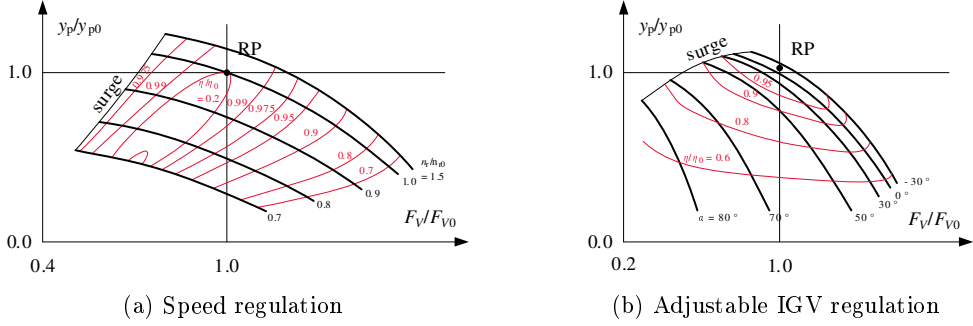 y_p/y_p0
RP
1.0
surge
0.975
0.99
η/η_0
= 0.2
0.99
0.975
0.95
0.9
0.8
0.7
n_t/n_t0
= 1.5
1.0
0.9
0.8
0.7
F_V/F_V0
0.0
0.4
1.0
(a) Speed regulation
y_p/y_p0
surge
RP
1.0
0.95
0.9
0.8
η/η_0 = 0.6
- 30 °
0 °
30 °
50 °
70 °
α = 80 °
F_V/F_V0
0.0
0.2
1.0
(b) Adjustable IGV regulation